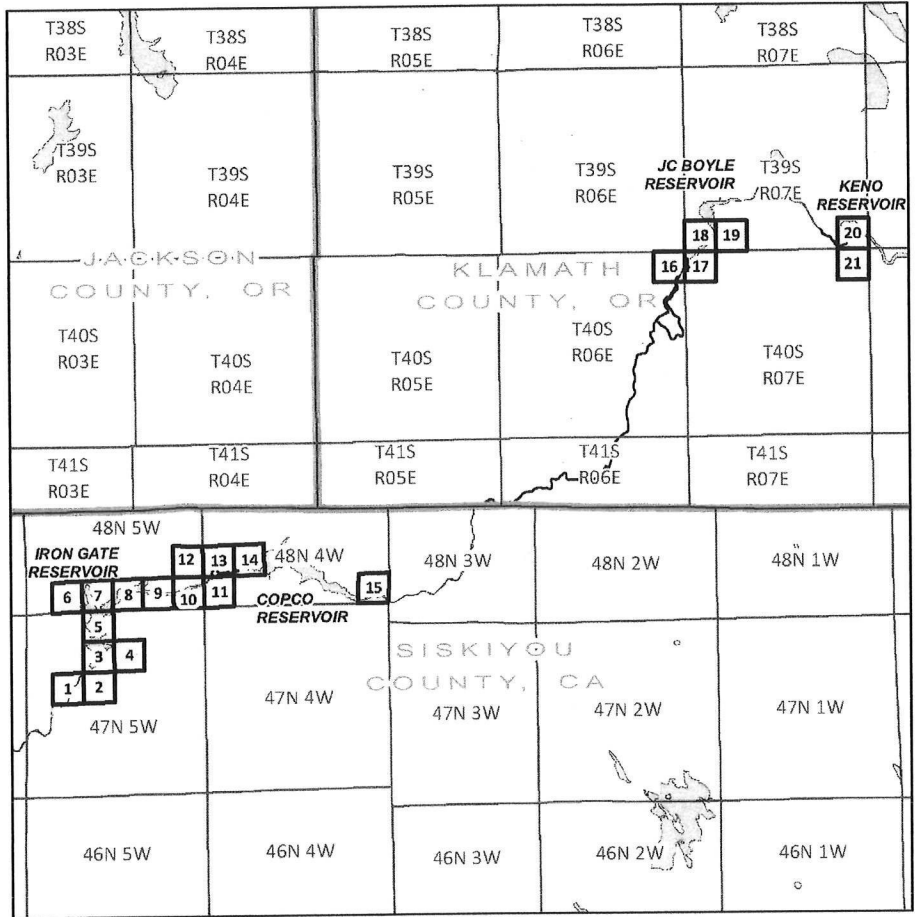 T38S
R03E
T38S
R04E
T38S
R05E
T38S
R06E
T38S
R07E
T39S
R03E
T39S
R04E
T39S
R05E
T39S
R06E
JC BOYLE
RESERVOIR
T39S
R07E
KENO
RESERVOIR
18
19
20
16
17
21
JACKSON
COUNTY, OR
KLAMATH
COUNTY, OR
T40S
R03E
T40S
R04E
T40S
R05E
T40S
R06E
T40S
R07E
T41S
R03E
T41S
R04E
T41S
R05E
T41S
R06E
T41S
R07E
48N 5W
IRON GATE
RESERVOIR
12
13
14
48N 4W
48N 3W
48N 2W
48N 1W
6
7
8
9
10
11
15
COPCO
RESERVOIR
5
3
4
1
2
SISKIYOU
COUNTY, CA
47N 5W
47N 4W
47N 3W
47N 2W
47N 1W
46N 5W
46N 4W
46N 3W
46N 2W
46N 1W